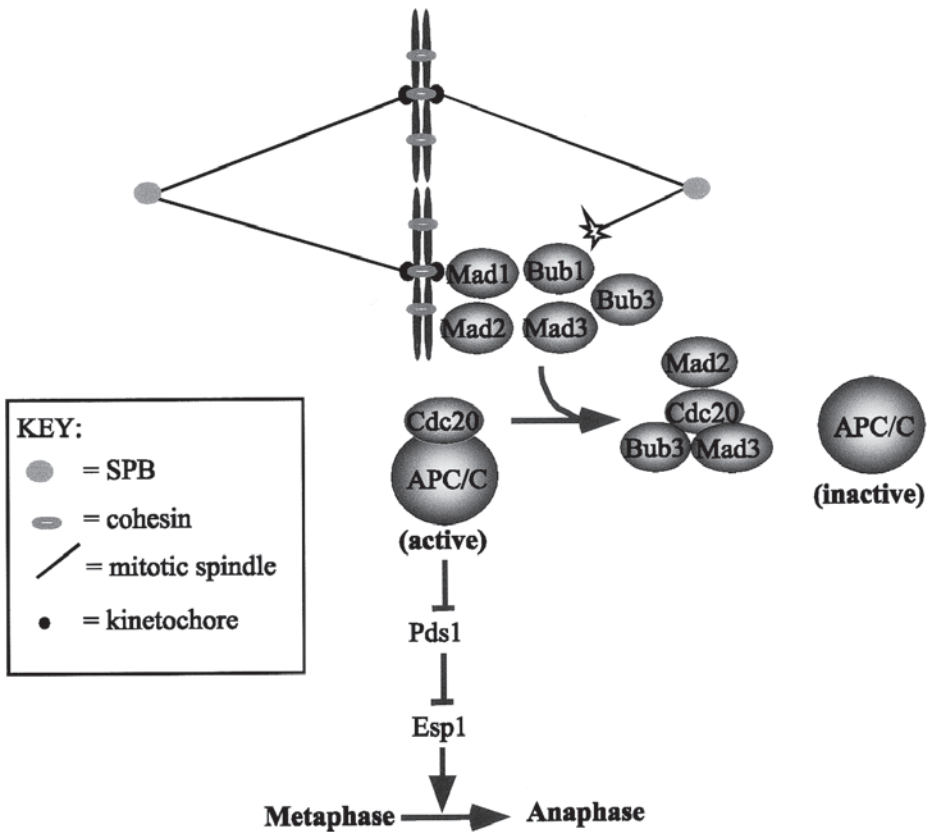 Mad1
Bub1
Bub3
Mad2
Mad3
Mad2
Cdc20
Cdc20
APC/C
Bub3
Mad3
APC/C
(inactive)
(active)
KEY:
= SPB
= cohesin
= mitotic spindle
= kinetochore
Pds1
Esp1
Metaphase
Anaphase